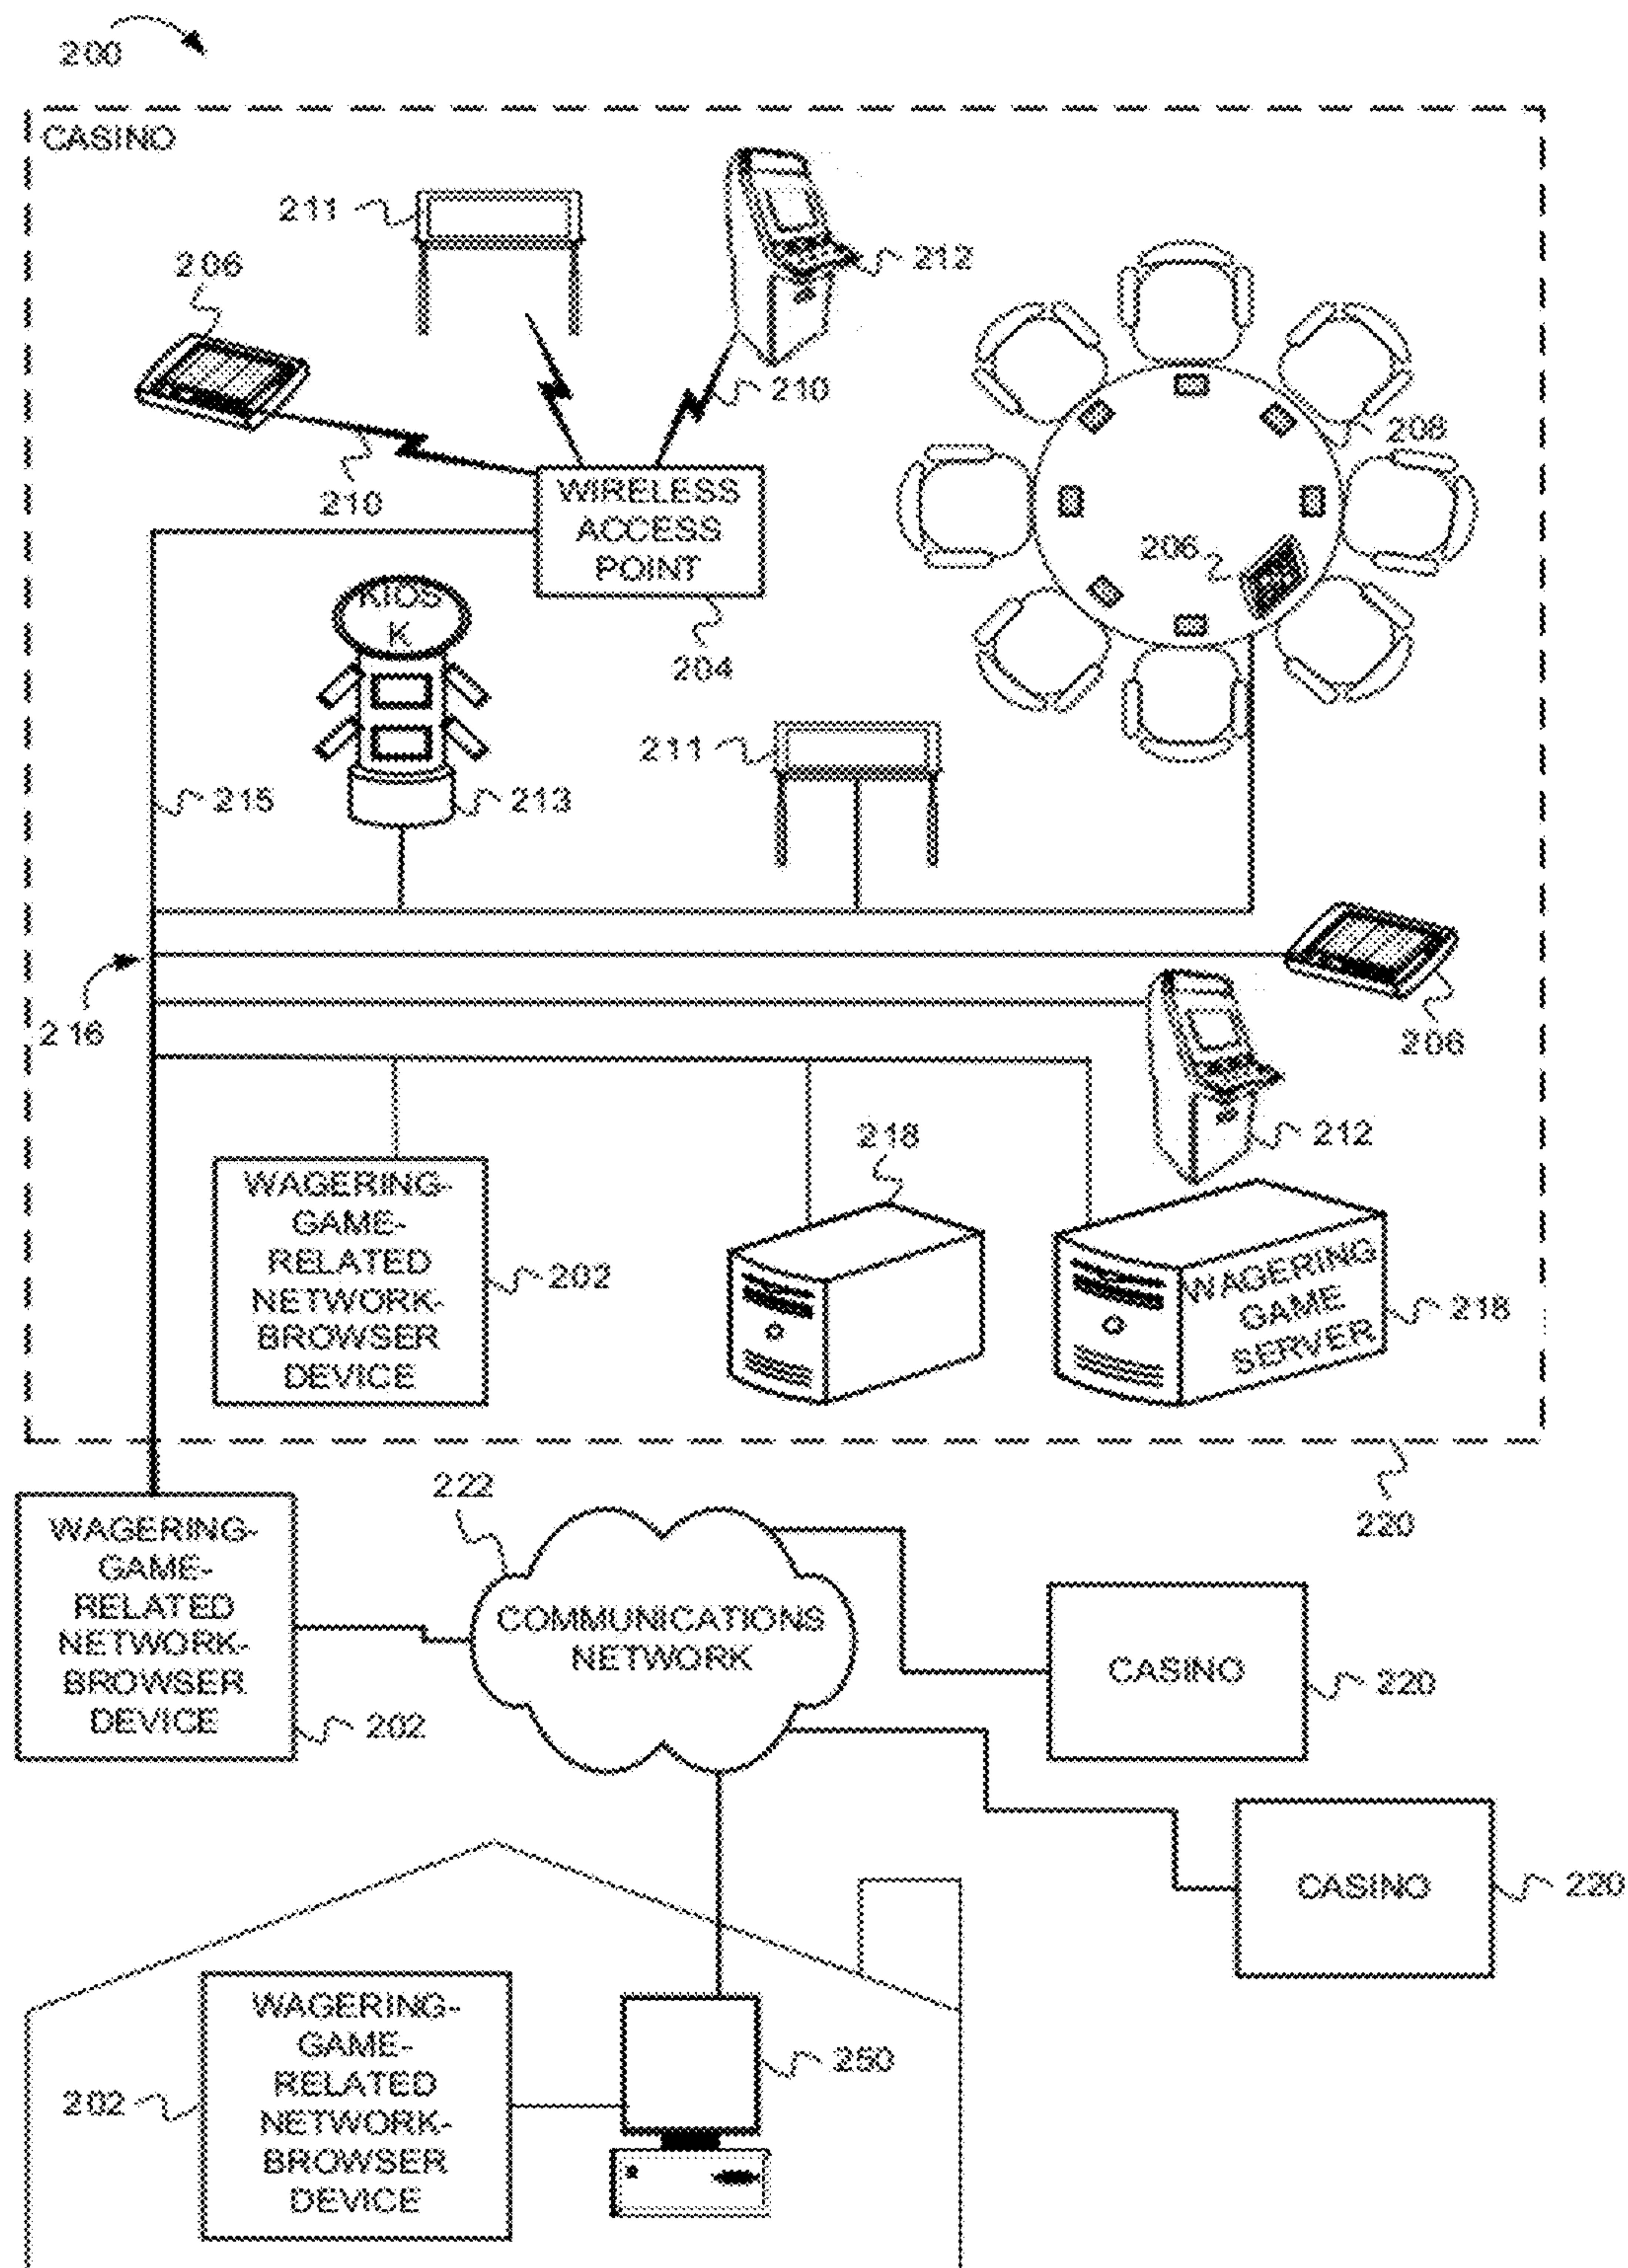 200
CASINO
211
212
206
210
208
210
WIRELESS
ACCESS
POINT
206
KIOS
K
204
211
215
213
216
206
218
212
WAGERING-
GAME-
RELATED
NETWORK-
BROWSER
DEVICE
202
WAGERING
GAME
SERVER
218
222
220
WAGERING-
GAME-
RELATED
NETWORK-
BROWSER
DEVICE
202
COMMUNICATIONS
NETWORK
CASINO
220
CASINO
220
WAGERING-
GAME-
RELATED
NETWORK-
BROWSER
DEVICE
202
250